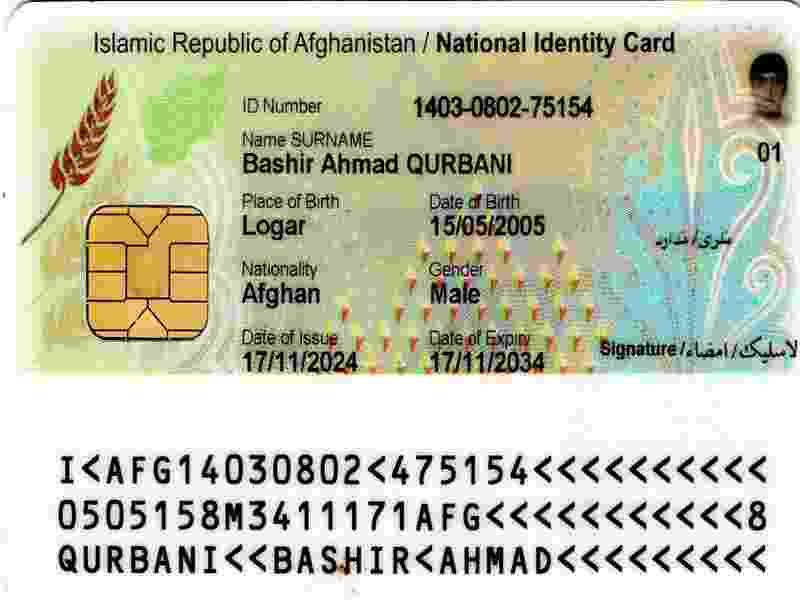 Islamic Republic of Afghanistan / National Identity Card
ID Number 1403-0802-75154
01
Name SURNAME
Bashir Ahmad QURBANI
Place of Birth Date of Birth
Logar 15/05/2005
شری/ندارد
Nationality Gender
Afghan Male
Date of Issue Date of Expiry
17/11/2024 17/11/2034
Signature/امضاء/لاسلیک
I<AFG14030802<475154<<<<<<<<<<
0505158M3411171AFG<<<<<<<<<<<8
QURBANI<<BASHIR<AHMAD<<<<<<<<<